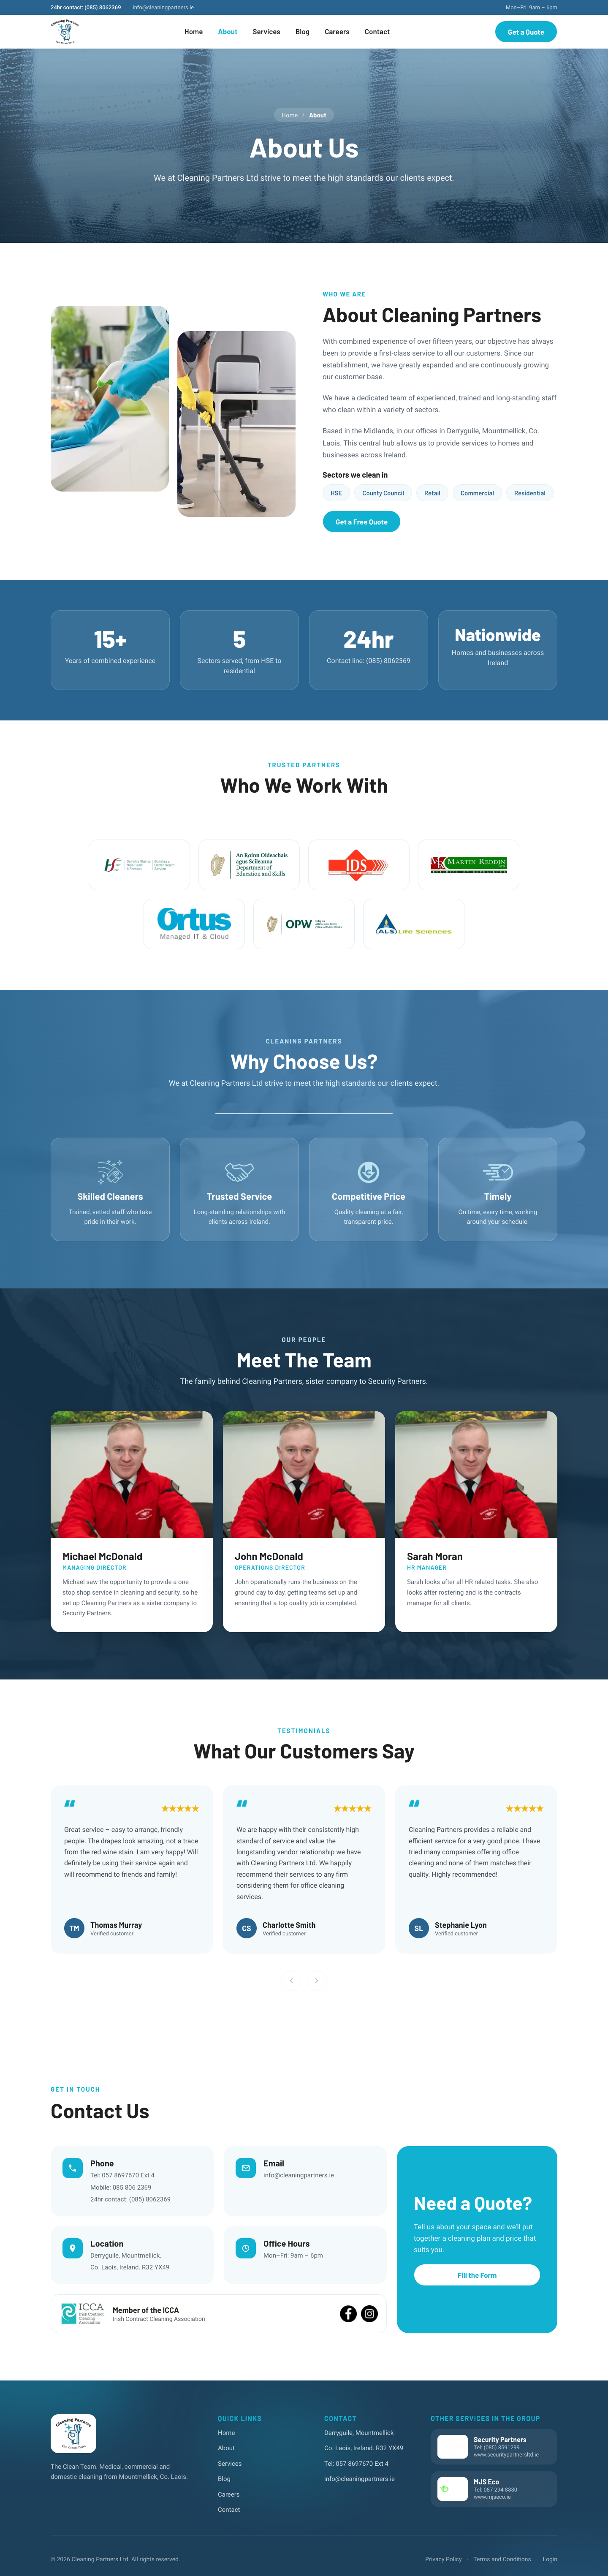 24hr contact: (085) 8062369 info@cleaningpartners.ie Mon–Fri: 9am – 6pm
Cleaning Partners
Home About Services Blog Careers Contact Get a Quote
Home / About
About Us
We at Cleaning Partners Ltd strive to meet the high standards our clients expect.
WHO WE ARE
About Cleaning Partners
With combined experience of over fifteen years, our objective has always
been to provide a first-class service to all our customers. Since our
establishment, we have greatly expanded and are continuously growing
our customer base.
We have a dedicated team of experienced, trained and long-standing staff
who clean within a variety of sectors.
Based in the Midlands, in our offices in Derryguile, Mountmellick, Co.
Laois. This central hub allows us to provide services to homes and
businesses across Ireland.
Sectors we clean in
HSE County Council Retail Commercial Residential
Get a Free Quote
15+
Years of combined experience
5
Sectors served, from HSE to
residential
24hr
Contact line: (085) 8062369
Nationwide
Homes and businesses across
Ireland
TRUSTED PARTNERS
Who We Work With
An Roinn Oideachais
agus Scileanna
Department of
Education and Skills
IDS
MARTIN REDDIN
Ortus
Managed IT & Cloud
OPW
ALS Life Sciences
CLEANING PARTNERS
Why Choose Us?
We at Cleaning Partners Ltd strive to meet the high standards our clients expect.
Skilled Cleaners
Trained, vetted staff who take
pride in their work.
Trusted Service
Long-standing relationships with
clients across Ireland.
Competitive Price
Quality cleaning at a fair,
transparent price.
Timely
On time, every time, working
around your schedule.
OUR PEOPLE
Meet The Team
The family behind Cleaning Partners, sister company to Security Partners.
Michael McDonald
MANAGING DIRECTOR
Michael saw the opportunity to provide a one
stop shop service in cleaning and security, so he
set up Cleaning Partners as a sister company to
Security Partners.
John McDonald
OPERATIONS DIRECTOR
John operationally runs the business on the
ground day to day, getting teams set up and
ensuring that a top quality job is completed.
Sarah Moran
HR MANAGER
Sarah looks after all HR related tasks. She also
looks after rostering and is the contracts
manager for all clients.
TESTIMONIALS
What Our Customers Say
Great service – easy to arrange, friendly
people. The drapes look amazing, not a trace
from the red wine stain. I am very happy! Will
definitely be using their service again and
will recommend to friends and family!
TM Thomas Murray
Verified customer
We are happy with their consistently high
standard of service and value the
longstanding vendor relationship we have
with Cleaning Partners Ltd. We happily
recommend their services to any firm
considering them for office cleaning
services.
CS Charlotte Smith
Verified customer
Cleaning Partners provides a reliable and
efficient service for a very good price. I have
tried many companies offering office
cleaning and none of them matches their
quality. Highly recommended!
SL Stephanie Lyon
Verified customer
GET IN TOUCH
Contact Us
Phone
Tel: 057 8697670 Ext 4
Mobile: 085 806 2369
24hr contact: (085) 8062369
Email
info@cleaningpartners.ie
Location
Derryguile, Mountmellick,
Co. Laois, Ireland. R32 YX49
Office Hours
Mon–Fri: 9am – 6pm
ICCA
Irish Contract
Cleaning
Association
Member of the ICCA
Irish Contract Cleaning Association
Need a Quote?
Tell us about your space and we'll put
together a cleaning plan and price that
suits you.
Fill the Form
Cleaning Partners
The Clean Team
The Clean Team. Medical, commercial and
domestic cleaning from Mountmellick, Co. Laois.
QUICK LINKS
Home
About
Services
Blog
Careers
Contact
CONTACT
Derryguile, Mountmellick
Co. Laois, Ireland. R32 YX49
Tel: 057 8697670 Ext 4
info@cleaningpartners.ie
OTHER SERVICES IN THE GROUP
Security Partners
Tel: (085) 8591299
www.securitypartnersltd.ie
MJS Eco
Tel: 087 294 8880
www.mjseco.ie
© 2026 Cleaning Partners Ltd. All rights reserved.
Privacy Policy · Terms and Conditions · Login